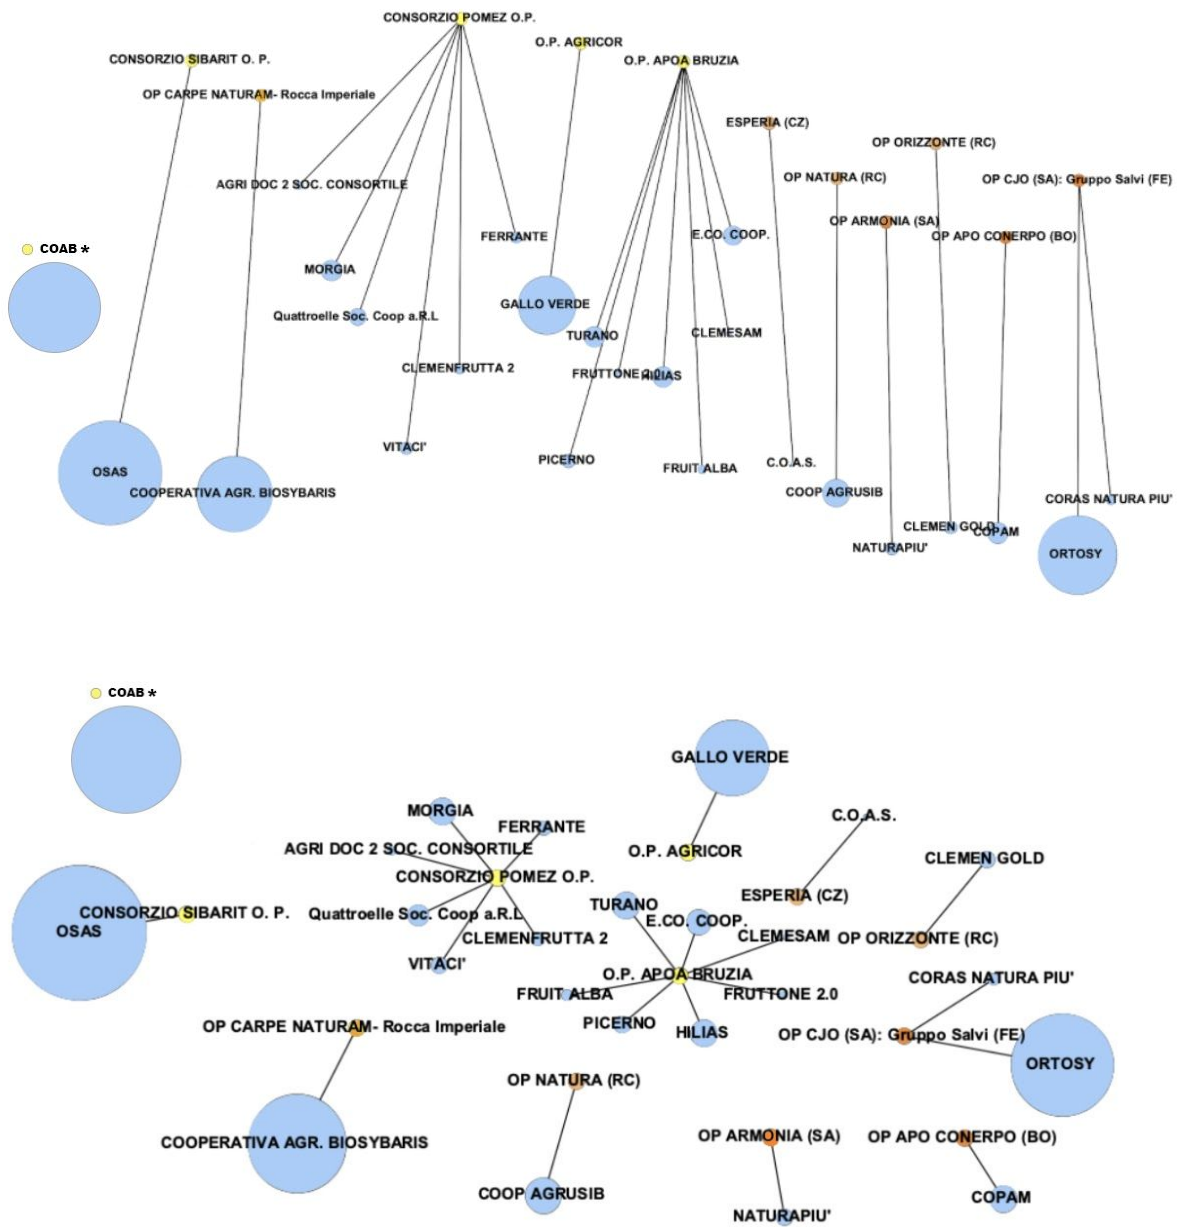 CONSORZIO POMEZ O.P.
O.P. AGRICOR
CONSORZIO SIBARIT O. P.
O.P. APOA BRUZIA
OP CARPE NATURAM- Rocca Imperiale
ESPERIA (CZ)
OP ORIZZONTE (RC)
OP NATURA (RC)
OP CJO (SA): Gruppo Salvi (FE)
AGRI DOC 2 SOC. CONSORTILE
OP ARMONIA (SA)
FERRANTE
E.CO. COOP.
OP APO CONERPO (BO)
COAB *
MORGIA
GALLO VERDE
Quattroelle Soc. Coop a.R.L
TURANO
CLEMESAM
CLEMENFRUTTA 2
FRUTTONE 2.0
HILIAS
VITACI'
PICERNO
FRUIT ALBA
C.O.A.S.
OSAS
COOPERATIVA AGR. BIOSYBARIS
COOP AGRUSIB
CORAS NATURA PIU'
CLEMEN GOLD
COPAM
NATURAPIU'
ORTOSY
COAB *
GALLO VERDE
MORGIA
C.O.A.S.
FERRANTE
AGRI DOC 2 SOC. CONSORTILE
O.P. AGRICOR
CLEMEN GOLD
CONSORZIO POMEZ O.P.
ESPERIA (CZ)
TURANO
CONSORZIO SIBARIT O. P.
Quattroelle Soc. Coop a.R.L
E.CO. COOP.
OSAS
CLEMENFRUTTA 2
CLEMESAM
OP ORIZZONTE (RC)
VITACI'
O.P. APOA BRUZIA
CORAS NATURA PIU'
FRUIT ALBA
FRUTTONE 2.0
OP CARPE NATURAM- Rocca Imperiale
PICERNO
HILIAS
OP CJO (SA): Gruppo Salvi (FE)
ORTOSY
OP NATURA (RC)
OP ARMONIA (SA)
OP APO CONERPO (BO)
COOPERATIVA AGR. BIOSYBARIS
COOP AGRUSIB
COPAM
NATURAPIU'